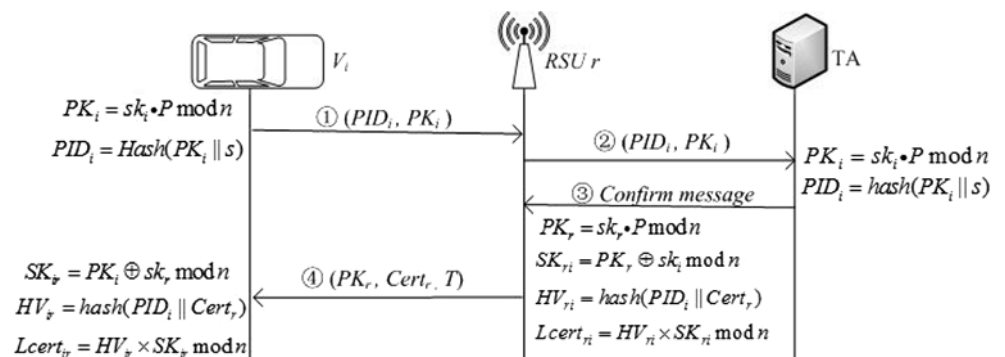 V_i
RSU r
TA
PK_i = sk_i•P mod n
PID_i = Hash(PK_i || s)
① (PID_i, PK_i)
② (PID_i, PK_i)
PK_i = sk_i•P mod n
PID_i = hash(PK_i || s)
③ Confirm message
PK_r = sk_r•P mod n
SK_ri = PK_r ⊕ sk_i mod n
HV_ri = hash(PID_i || Cert_r)
Lcert_ri = HV_ri × SK_ri mod n
④ (PK_r, Cert_r, T)
SK_ir = PK_i ⊕ sk_r mod n
HV_ir = hash(PID_i || Cert_r)
Lcert_ir = HV_ir × SK_ir mod n